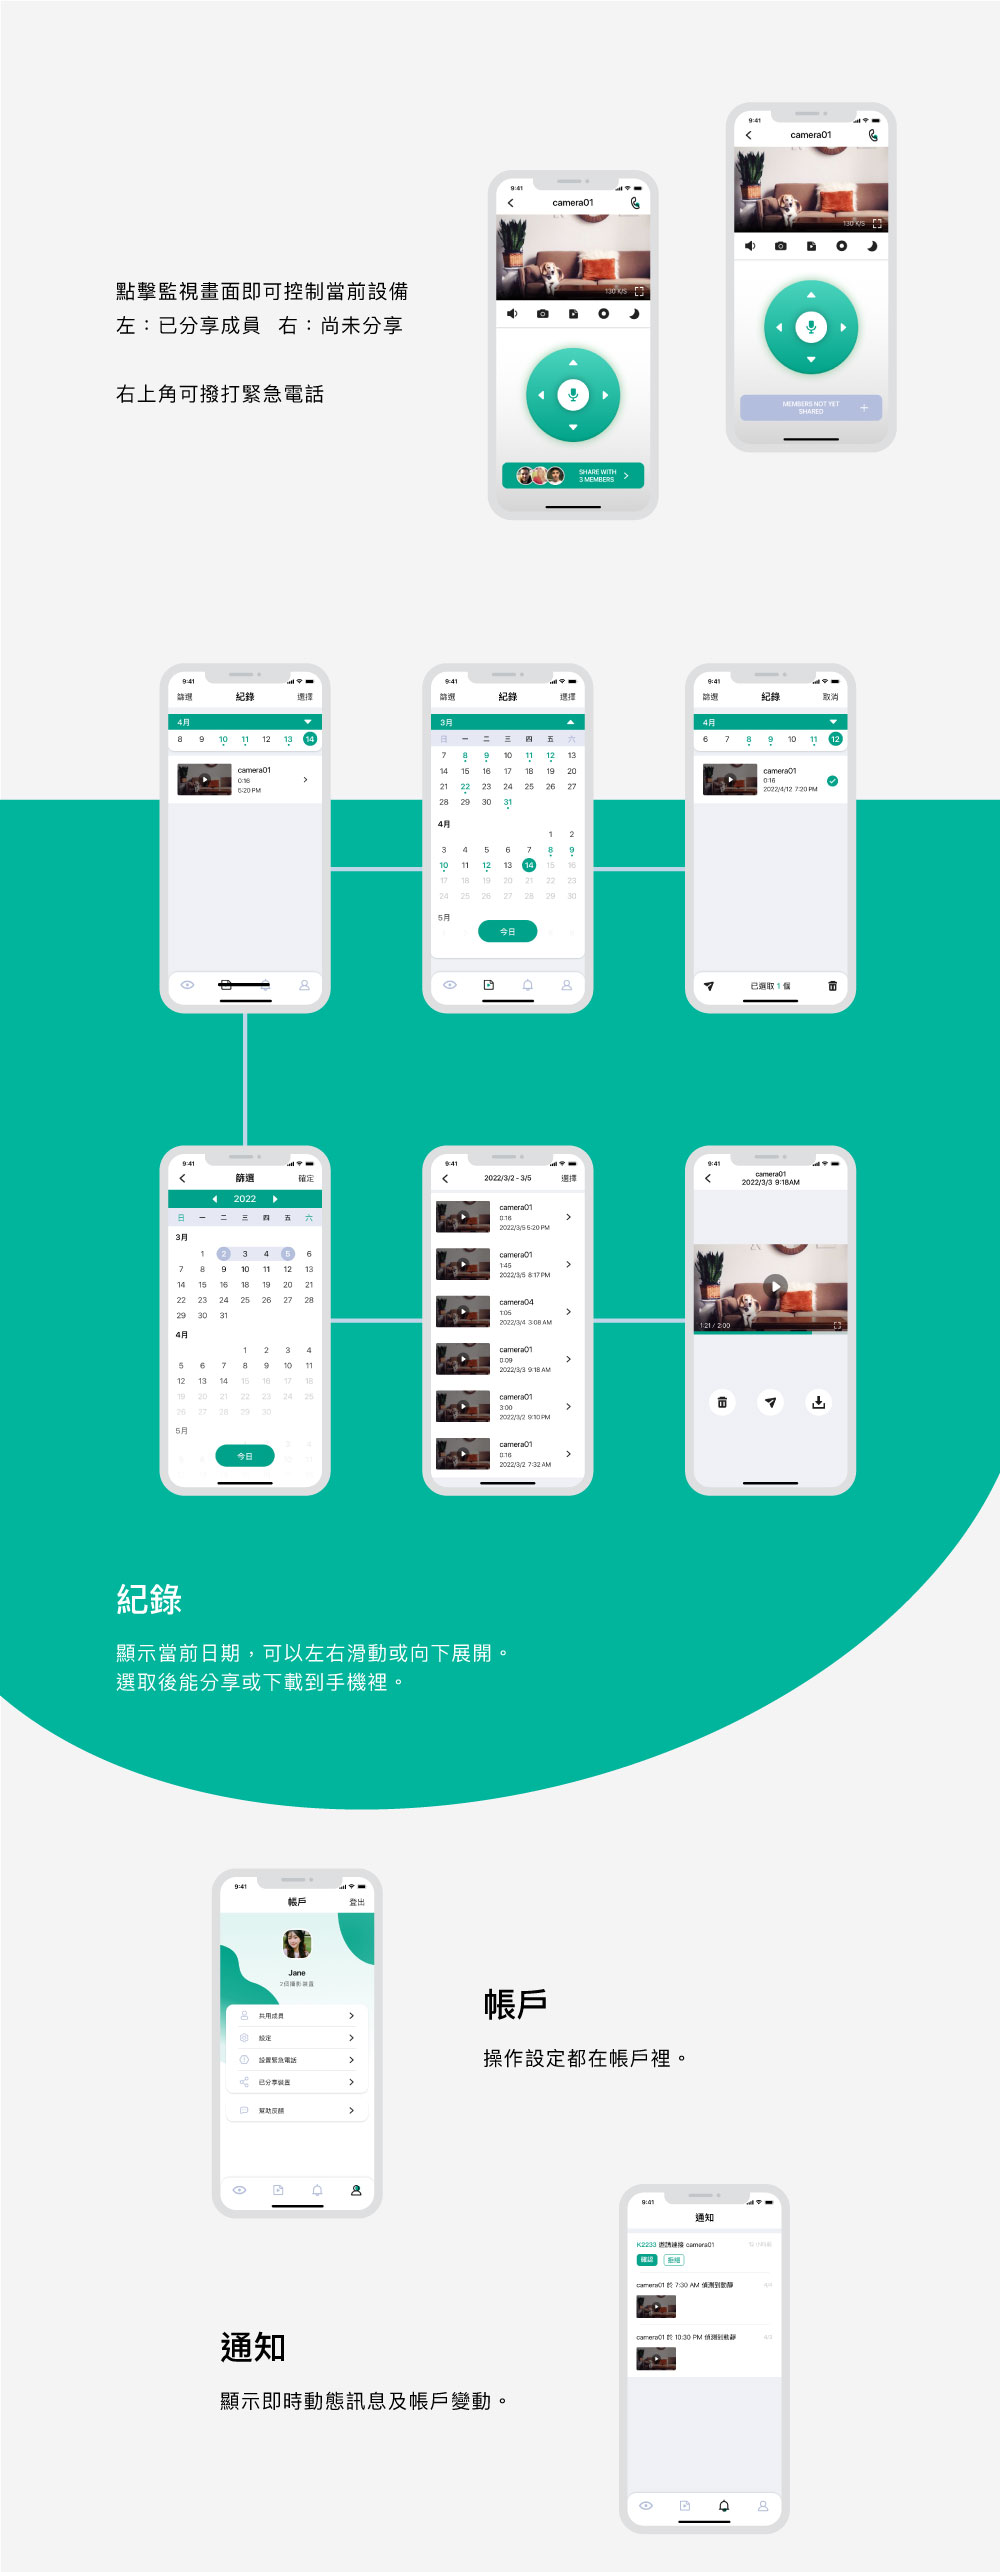 9:41
camera01
130 K/S
MEMBERS NOT YET
SHARED
9:41
camera01
130 K/S
SHARE WITH
3 MEMBERS
點擊監視畫面即可控制當前設備
左：已分享成員 右：尚未分享
右上角可撥打緊急電話
9:41
篩選 紀錄 選擇
4月
8 9 10 11 12 13 14
camera01
0:16
5:20 PM
9:41
篩選 紀錄 選擇
3月
日 一 二 三 四 五 六
7 8 9 10 11 12 13
14 15 16 17 18 19 20
21 22 23 24 25 26 27
28 29 30 31
4月
1 2
3 4 5 6 7 8 9
10 11 12 13 14 15 16
17 18 19 20 21 22 23
24 25 26 27 28 29 30
5月
今日
9:41
篩選 紀錄 取消
4月
6 7 8 9 10 11 12
camera01
0:16
2022/4/12 7:20 PM
已選取 1 個
9:41
篩選 確定
2022
日 一 二 三 四 五 六
3月
1 2 3 4 5 6
7 8 9 10 11 12 13
14 15 16 18 19 20 21
22 23 24 25 26 27 28
29 30 31
4月
1 2 3 4
5 6 7 8 9 10 11
12 13 14 15 16 17 18
19 20 21 22 23 24 25
26 27 28 29 30
5月
今日
9:41
2022/3/2 - 3/5 選擇
camera01
0:16
2022/3/5 5:20 PM
camera01
1:45
2022/3/5 8:17 PM
camera04
1:05
2022/3/4 3:08 AM
camera01
0:09
2022/3/3 9:18 AM
camera01
3:00
2022/3/2 9:10 PM
camera01
0:16
2022/3/2 7:32 AM
9:41
camera01
2022/3/3 9:18AM
1:21 / 2:00
紀錄
顯示當前日期，可以左右滑動或向下展開。
選取後能分享或下載到手機裡。
9:41
帳戶 登出
Jane
2個攝影裝置
共用成員
設定
設置緊急電話
已分享裝置
幫助反饋
帳戶
操作設定都在帳戶裡。
9:41
通知
K2233 邀請連接 camera01
確認 拒絕
camera01 於 7:30 AM 偵測到動靜
camera01 於 10:30 PM 偵測到動靜
4/3
通知
顯示即時動態訊息及帳戶變動。